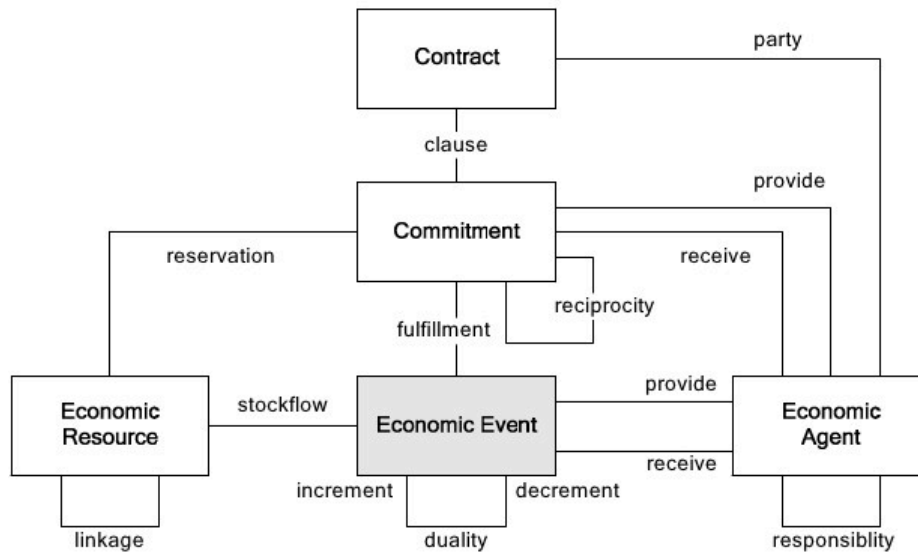 party
Contract
clause
provide
Commitment
reservation
receive
reciprocity
fulfillment
provide
stockflow
Economic
Resource
Economic Event
Economic
Agent
receive
increment
decrement
linkage
duality
responsiblity